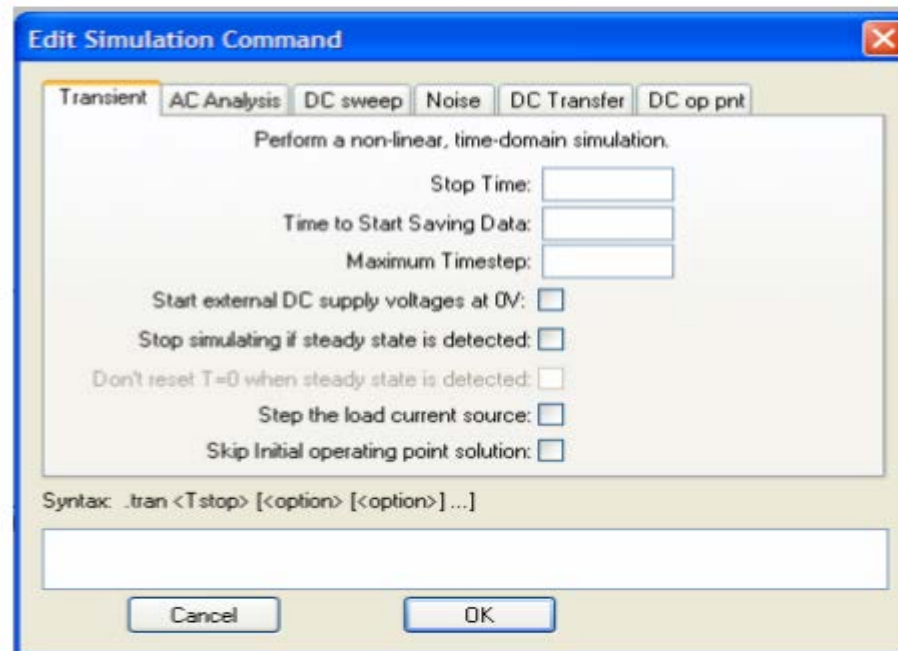 Edit Simulation Command
Transient AC Analysis DC sweep Noise DC Transfer DC op pnt
Perform a non-linear, time-domain simulation.
Stop Time:
Time to Start Saving Data:
Maximum Timestep:
Start external DC supply voltages at 0V:
Stop simulating if steady state is detected:
Don't reset T=0 when steady state is detected:
Step the load current source:
Skip Initial operating point solution:
Syntax: .tran <Tstop> [<option> [<option>] ...]
Cancel OK